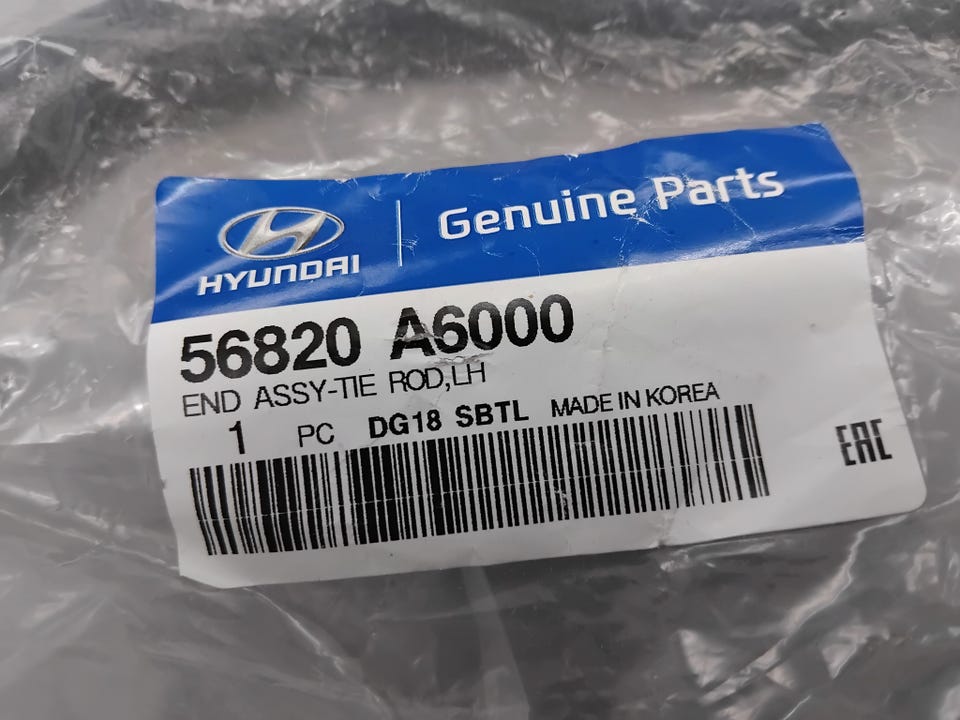 HYUNDAI
Genuine Parts
56820 A6000
END ASSY-TIE ROD,LH
1 PC DG18 SBTL MADE IN KOREA
EAC